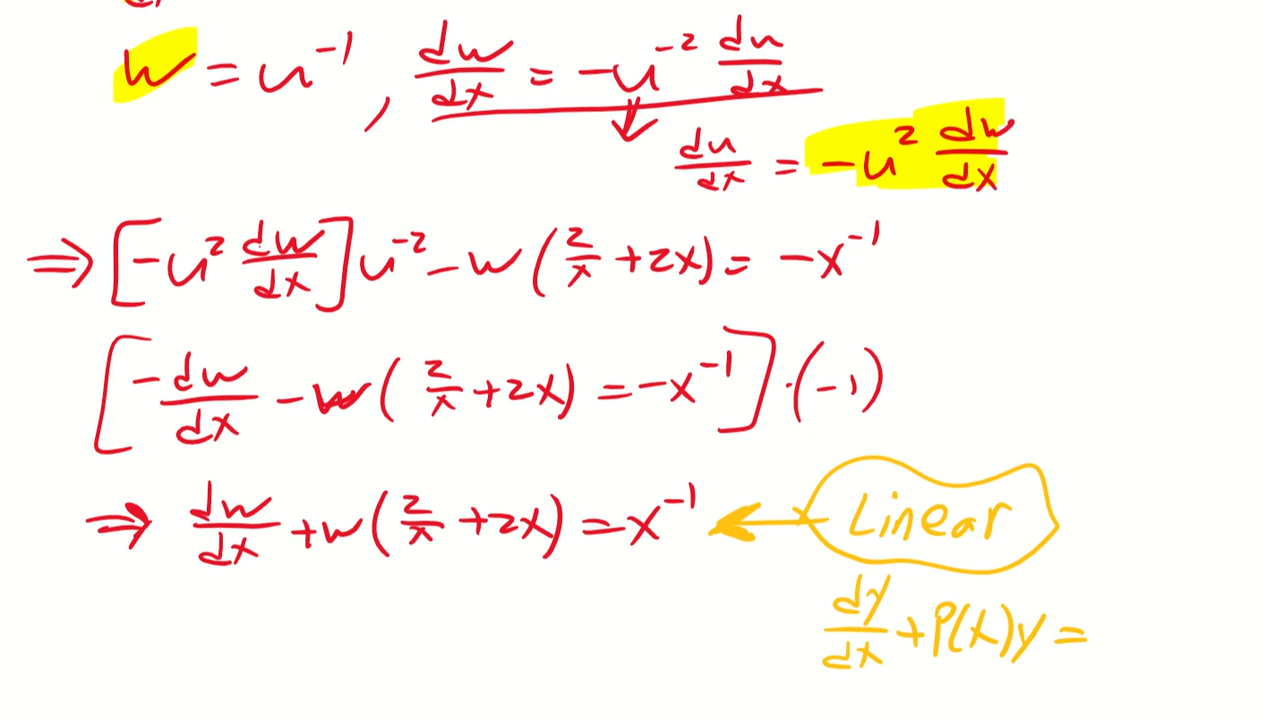 w = u^{-1}, dw/dx = -u^{-2} du/dx
du/dx = -u^2 dw/dx
⇒ [-u^2 dw/dx] u^{-2} - w(2/x + 2x) = -x^{-1}
[-dw/dx - w(2/x + 2x) = -x^{-1}]·(-1)
⇒ dw/dx + w(2/x + 2x) = x^{-1} ← Linear
dy/dx + P(x)y =